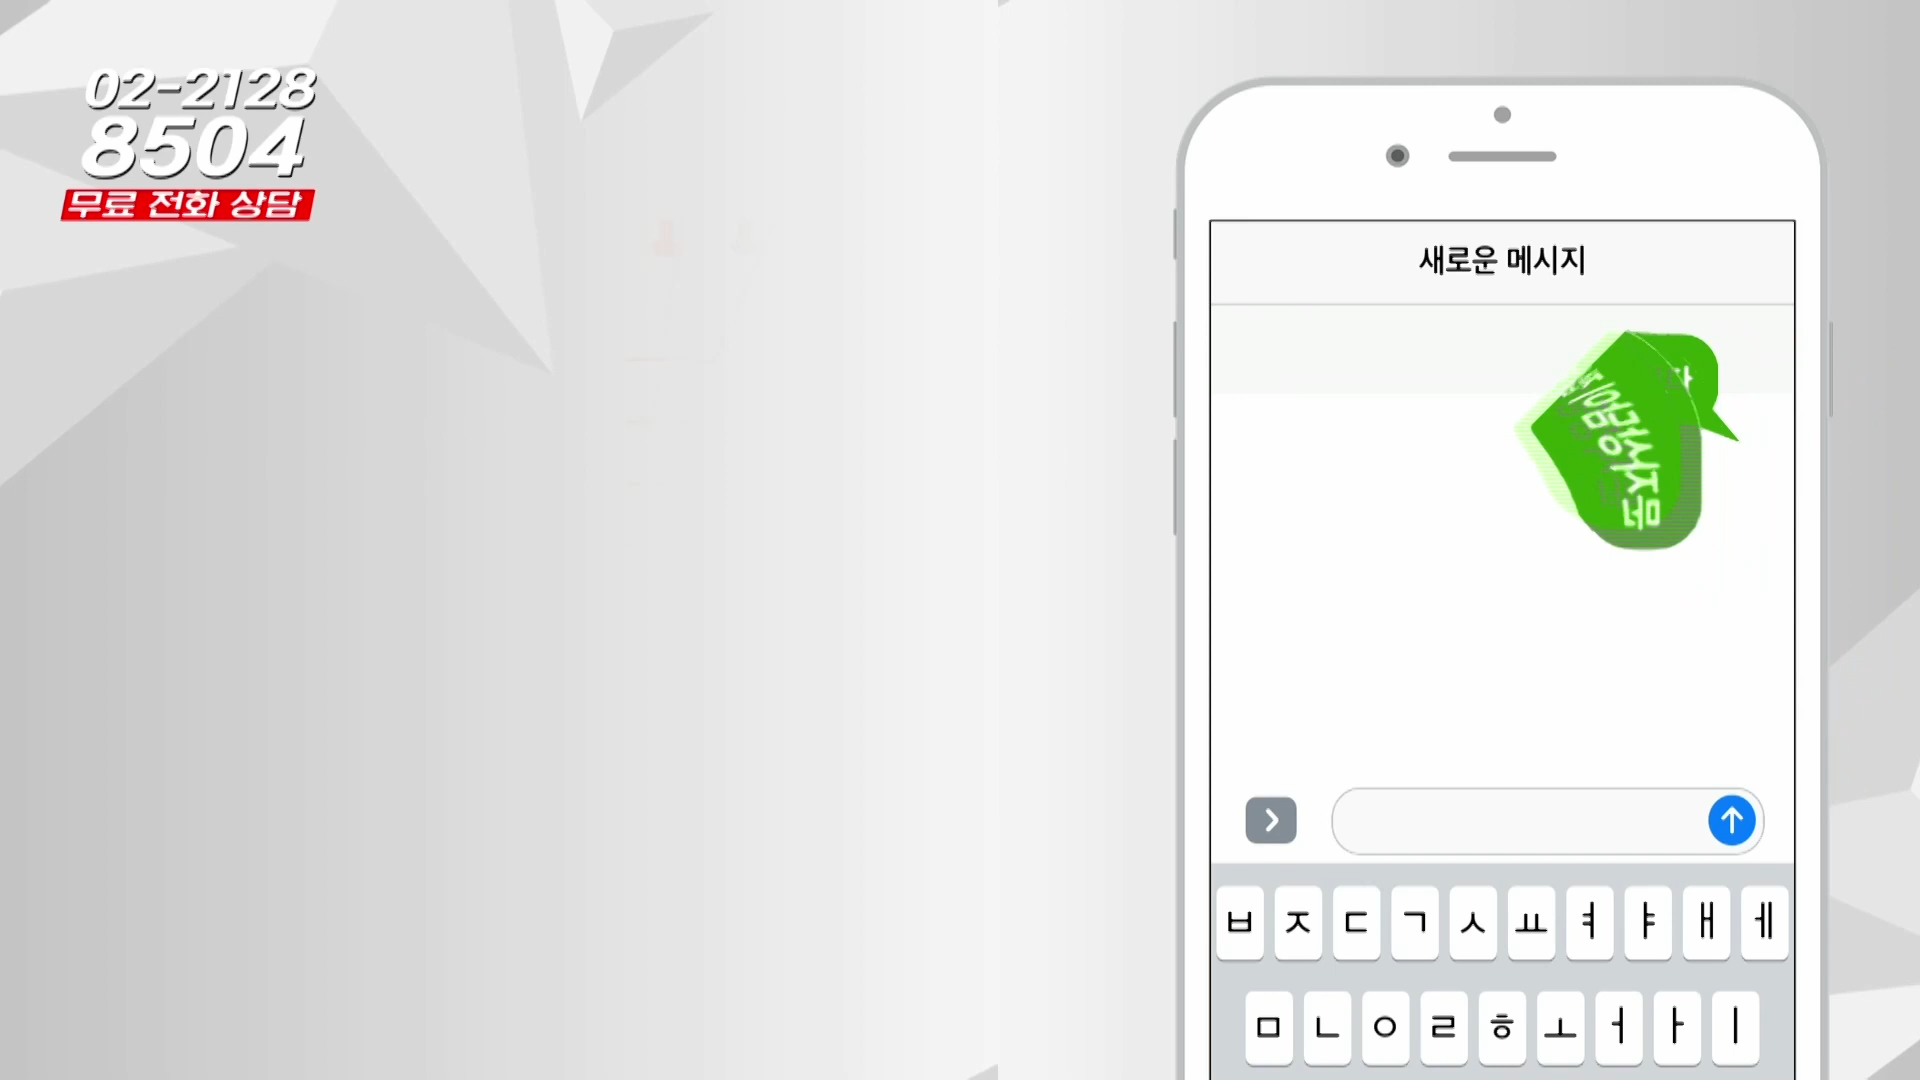 02-2128
8504
무료 전화 상담
새로운 메시지
ㅂ ㅈ ㄷ ㄱ ㅅ ㅛ ㅕ ㅑ ㅐ ㅔ
ㅁ ㄴ ㅇ ㄹ ㅎ ㅗ ㅓ ㅏ ㅣ